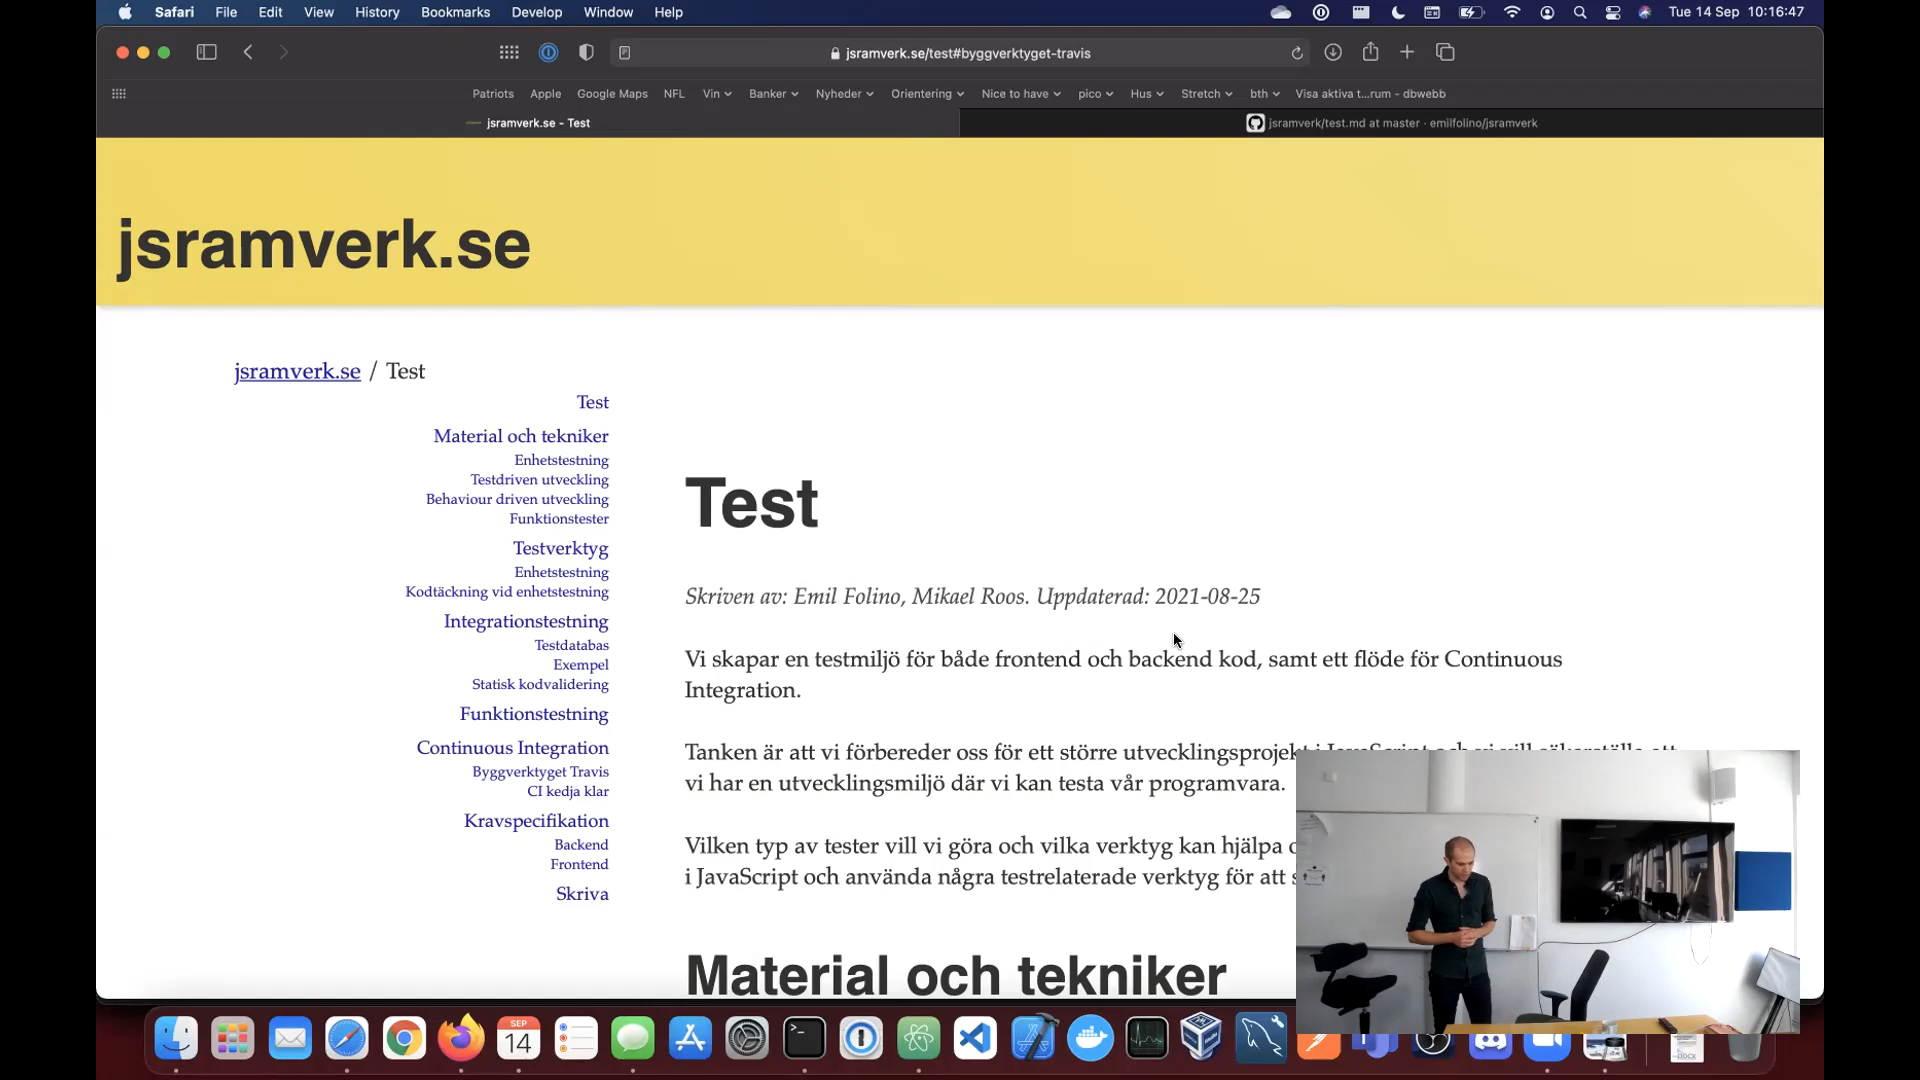 Safari File Edit View History Bookmarks Develop Window Help Tue 14 Sep 10:16:47
jsramverk.se/test#byggverktyget-travis
Patriots Apple Google Maps NFL Vin Banker Nyheder Orientering Nice to have pico Hus Stretch bth Visa aktiva t...rum - dbwebb
jsramverk.se - Test
jsramverk/test.md at master · emilfolino/jsramverk
jsramverk.se
jsramverk.se / Test
Test
Material och tekniker
Enhetstestning
Testdriven utveckling
Behaviour driven utveckling
Funktionstester
Testverktyg
Enhetstestning
Kodtäckning vid enhetstestning
Integrationstestning
Testdatabas
Exempel
Statisk kodvalidering
Funktionstestning
Continuous Integration
Byggverktyget Travis
CI kedja klar
Kravspecifikation
Backend
Frontend
Skriva
Test
Skriven av: Emil Folino, Mikael Roos. Uppdaterad: 2021-08-25
Vi skapar en testmiljö för både frontend och backend kod, samt ett flöde för Continuous
Integration.
Tanken är att vi förbereder oss för ett större utvecklingsprojekt i JavaScript och vi vill säkerställa att
vi har en utvecklingsmiljö där vi kan testa vår programvara.
Vilken typ av tester vill vi göra och vilka verktyg kan hjälpa
i JavaScript och använda några testrelaterade verktyg för att
Material och tekniker
SEP
14
DOCX